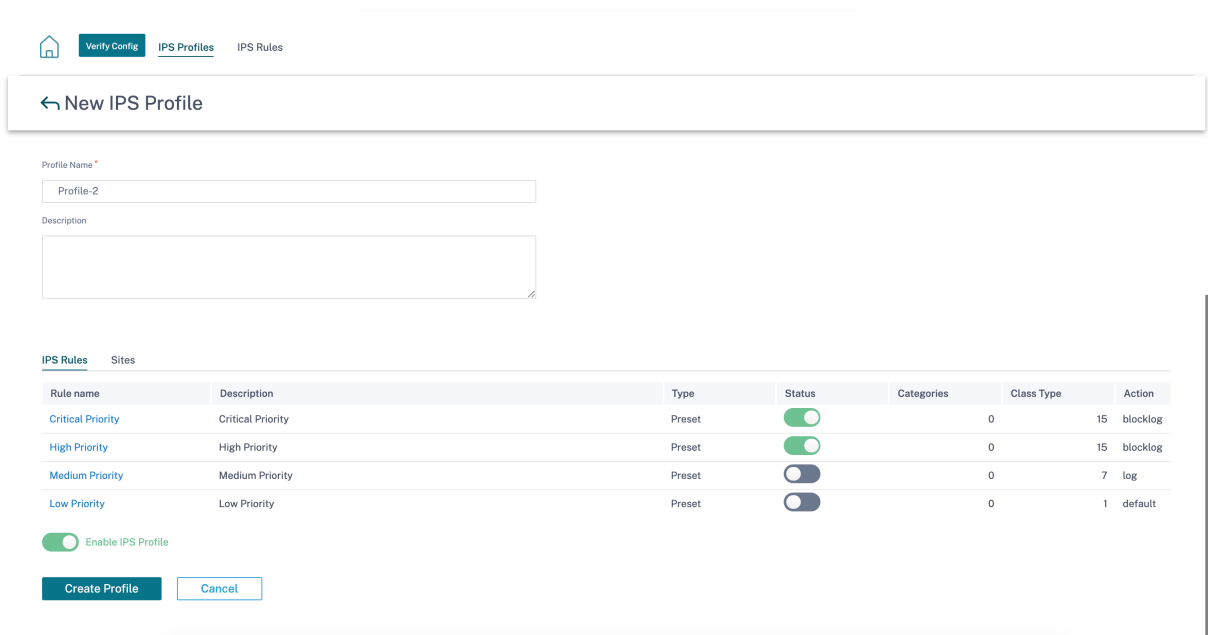 Verify Config IPS Profiles IPS Rules
New IPS Profile
Profile Name *
Profile-2
Description
IPS Rules Sites
Rule name Description Type Status Categories Class Type Action
Critical Priority Critical Priority Preset 0 15 blocklog
High Priority High Priority Preset 0 15 blocklog
Medium Priority Medium Priority Preset 0 7 log
Low Priority Low Priority Preset 0 1 default
Enable IPS Profile
Create Profile Cancel